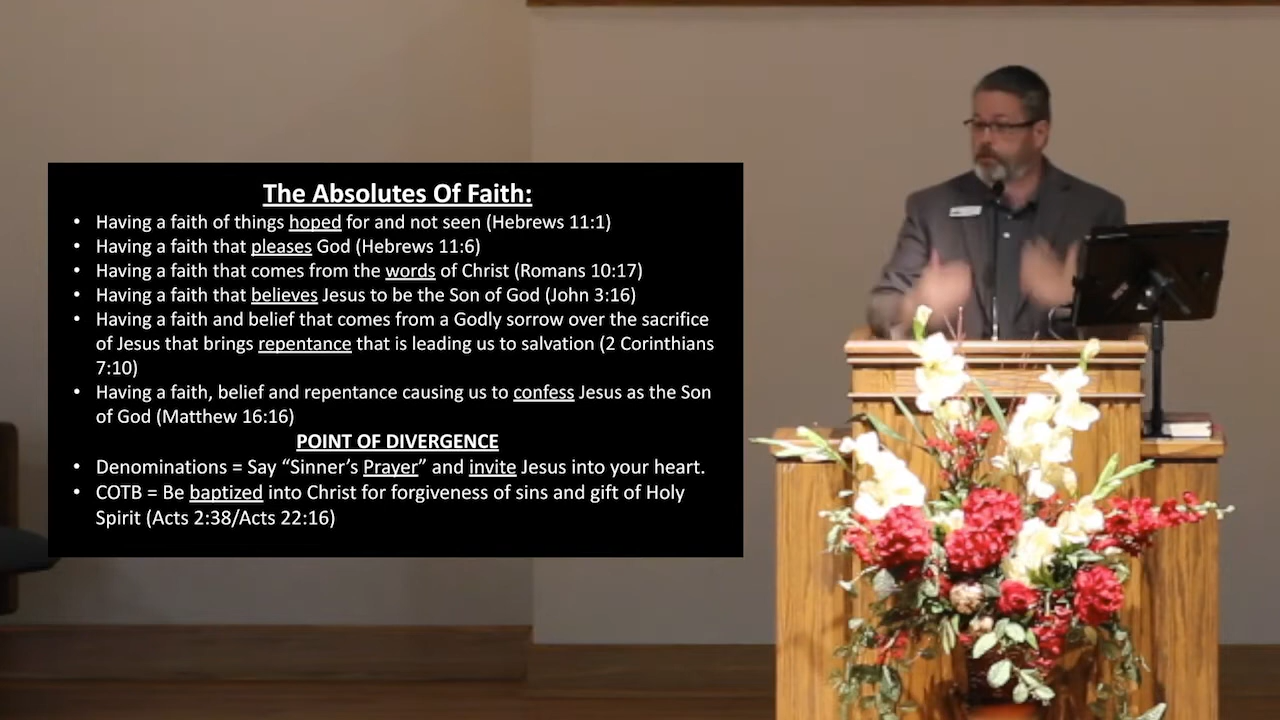 The Absolutes Of Faith:
• Having a faith of things hoped for and not seen (Hebrews 11:1)
• Having a faith that pleases God (Hebrews 11:6)
• Having a faith that comes from the words of Christ (Romans 10:17)
• Having a faith that believes Jesus to be the Son of God (John 3:16)
• Having a faith and belief that comes from a Godly sorrow over the sacrifice
of Jesus that brings repentance that is leading us to salvation (2 Corinthians
7:10)
• Having a faith, belief and repentance causing us to confess Jesus as the Son
of God (Matthew 16:16)
POINT OF DIVERGENCE
• Denominations = Say “Sinner’s Prayer” and invite Jesus into your heart.
• COTB = Be baptized into Christ for forgiveness of sins and gift of Holy
Spirit (Acts 2:38/Acts 22:16)